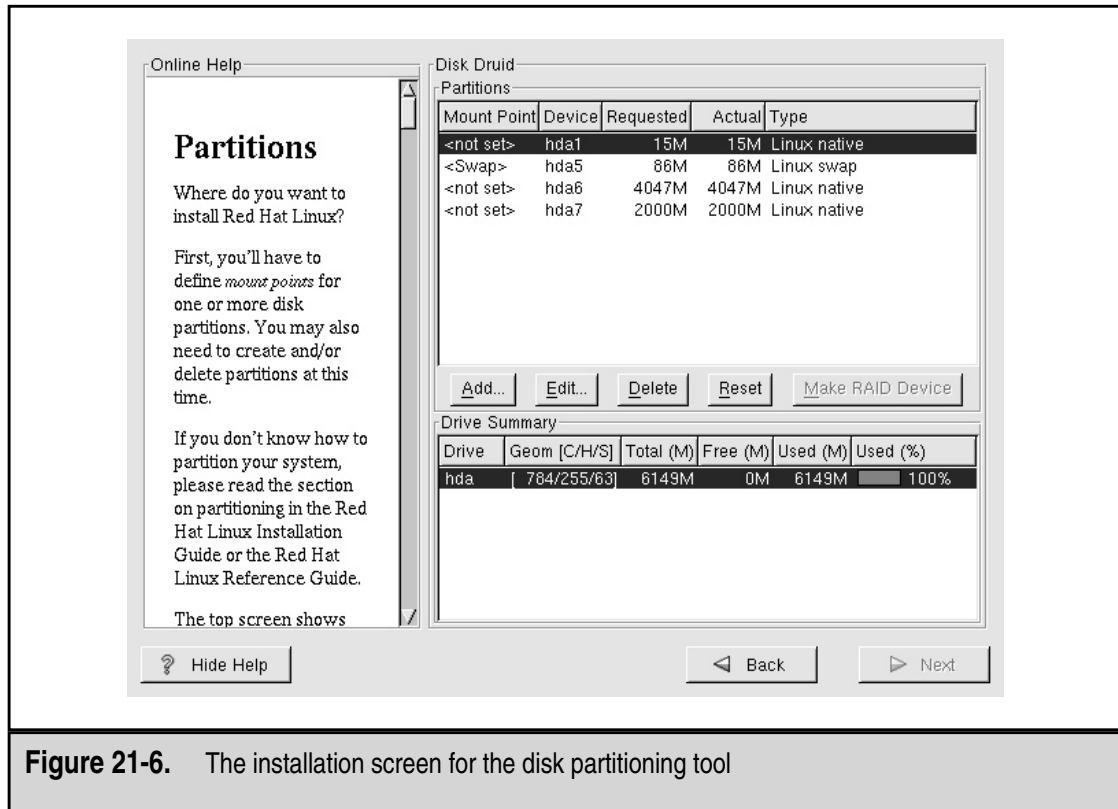 Online Help
Partitions
Where do you want to
install Red Hat Linux?
First, you'll have to
define mount points for
one or more disk
partitions. You may also
need to create and/or
delete partitions at this
time.
If you don't know how to
partition your system,
please read the section
on partitioning in the Red
Hat Linux Installation
Guide or the Red Hat
Linux Reference Guide.
The top screen shows
Disk Druid
Partitions
Mount Point Device Requested Actual Type
<not set> hda1 15M 15M Linux native
<Swap> hda5 86M 86M Linux swap
<not set> hda6 4047M 4047M Linux native
<not set> hda7 2000M 2000M Linux native
Add... Edit... Delete Reset Make RAID Device
Drive Summary
Drive Geom [C/H/S] Total (M) Free (M) Used (M) Used (%)
hda [ 784/255/63] 6149M 0M 6149M 100%
? Hide Help Back Next
Figure 21-6. The installation screen for the disk partitioning tool